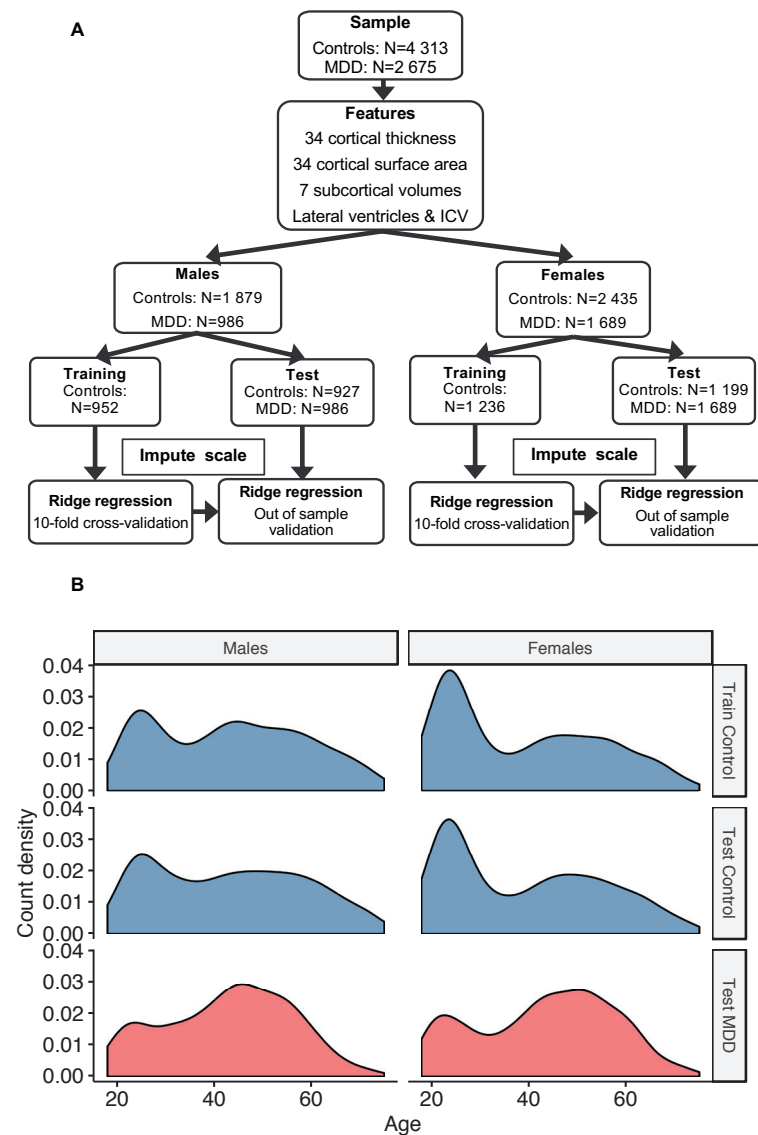 A
Sample
Controls: N=4 313
MDD: N=2 675
Features
34 cortical thickness
34 cortical surface area
7 subcortical volumes
Lateral ventricles & ICV
Males
Controls: N=1 879
MDD: N=986
Females
Controls: N=2 435
MDD: N=1 689
Training
Controls:
N=952
Test
Controls: N=927
MDD: N=986
Training
Controls:
N=1 236
Test
Controls: N=1 199
MDD: N=1 689
Impute scale
Impute scale
Ridge regression
10-fold cross-validation
Ridge regression
Out of sample
validation
Ridge regression
10-fold cross-validation
Ridge regression
Out of sample
validation
B
Males
Females
0.04
0.03
0.02
0.01
0.00
Train Control
0.04
0.03
0.02
0.01
0.00
Test Control
0.04
0.03
0.02
0.01
0.00
Test MDD
Count density
20
40
60
20
40
60
Age